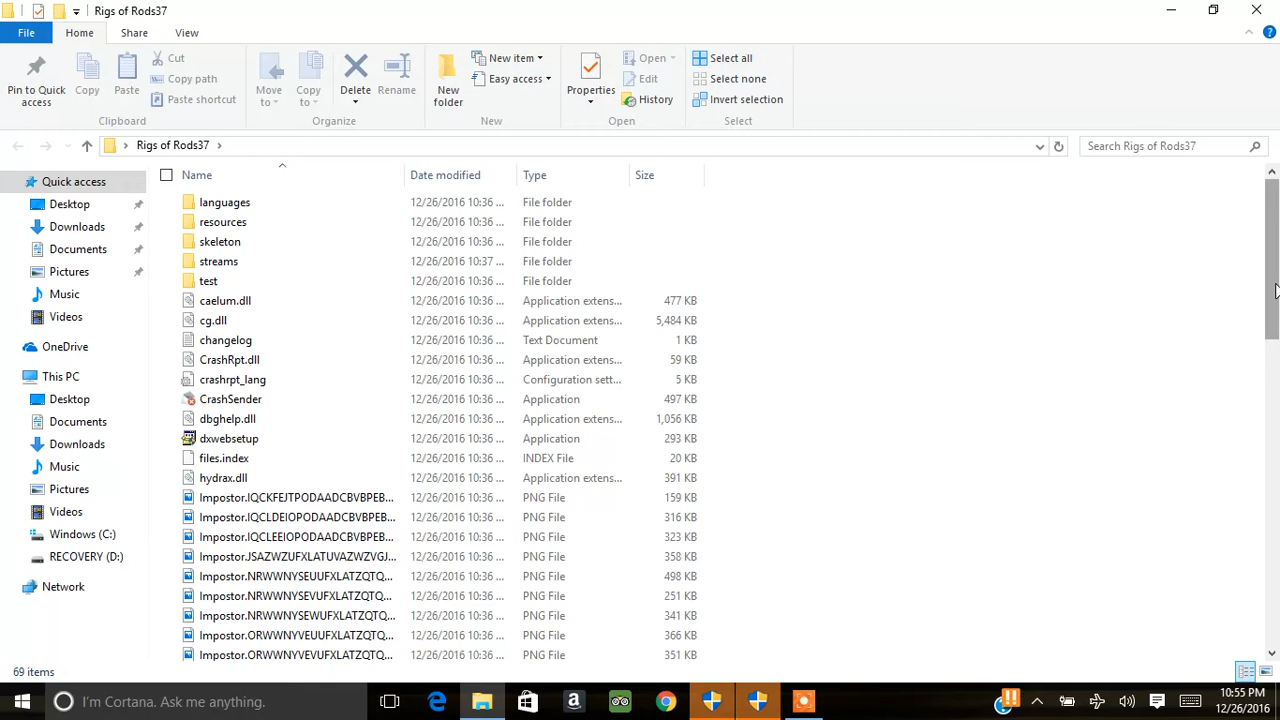 Rigs of Rods37
File Home Share View
Pin to Quick access
Copy
Paste
Cut
Copy path
Paste shortcut
Clipboard
Move to
Copy to
Delete
Rename
Organize
New folder
New item
Easy access
New
Properties
Open
Edit
History
Open
Select all
Select none
Invert selection
Select
Rigs of Rods37
Search Rigs of Rods37
Quick access
Desktop
Downloads
Documents
Pictures
Music
Videos
OneDrive
This PC
Desktop
Documents
Downloads
Music
Pictures
Videos
Windows (C:)
RECOVERY (D:)
Network
Name Date modified Type Size
languages 12/26/2016 10:36 ... File folder
resources 12/26/2016 10:36 ... File folder
skeleton 12/26/2016 10:36 ... File folder
streams 12/26/2016 10:37 ... File folder
test 12/26/2016 10:36 ... File folder
caelum.dll 12/26/2016 10:36 ... Application extens... 477 KB
cg.dll 12/26/2016 10:36 ... Application extens... 5,484 KB
changelog 12/26/2016 10:36 ... Text Document 1 KB
CrashRpt.dll 12/26/2016 10:36 ... Application extens... 59 KB
crashrpt_lang 12/26/2016 10:36 ... Configuration sett... 5 KB
CrashSender 12/26/2016 10:36 ... Application 497 KB
dbghelp.dll 12/26/2016 10:36 ... Application extens... 1,056 KB
dxwebsetup 12/26/2016 10:36 ... Application 293 KB
files.index 12/26/2016 10:36 ... INDEX File 20 KB
hydrax.dll 12/26/2016 10:36 ... Application extens... 391 KB
Impostor.IQCKFEJTPODAADCBVBPEB... 12/26/2016 10:36 ... PNG File 159 KB
Impostor.IQCLDEIOPODAADCBVBPEB... 12/26/2016 10:36 ... PNG File 316 KB
Impostor.IQCLEEIOPODAADCBVBPEB... 12/26/2016 10:36 ... PNG File 323 KB
Impostor.JSAZWZUFXLATUVAZWZVGJ... 12/26/2016 10:36 ... PNG File 358 KB
Impostor.NRWWNYSEUUFXLATZQTQ... 12/26/2016 10:36 ... PNG File 498 KB
Impostor.NRWWNYSEVUFXLATZQTQ... 12/26/2016 10:36 ... PNG File 251 KB
Impostor.NRWWNYSEWUFXLATZQTQ... 12/26/2016 10:36 ... PNG File 341 KB
Impostor.ORWWNYVEUUFXLATZQTQ... 12/26/2016 10:36 ... PNG File 366 KB
Impostor.ORWWNYVEVUFXLATZQTQ... 12/26/2016 10:36 ... PNG File 351 KB
69 items
I'm Cortana. Ask me anything.
10:55 PM
12/26/2016